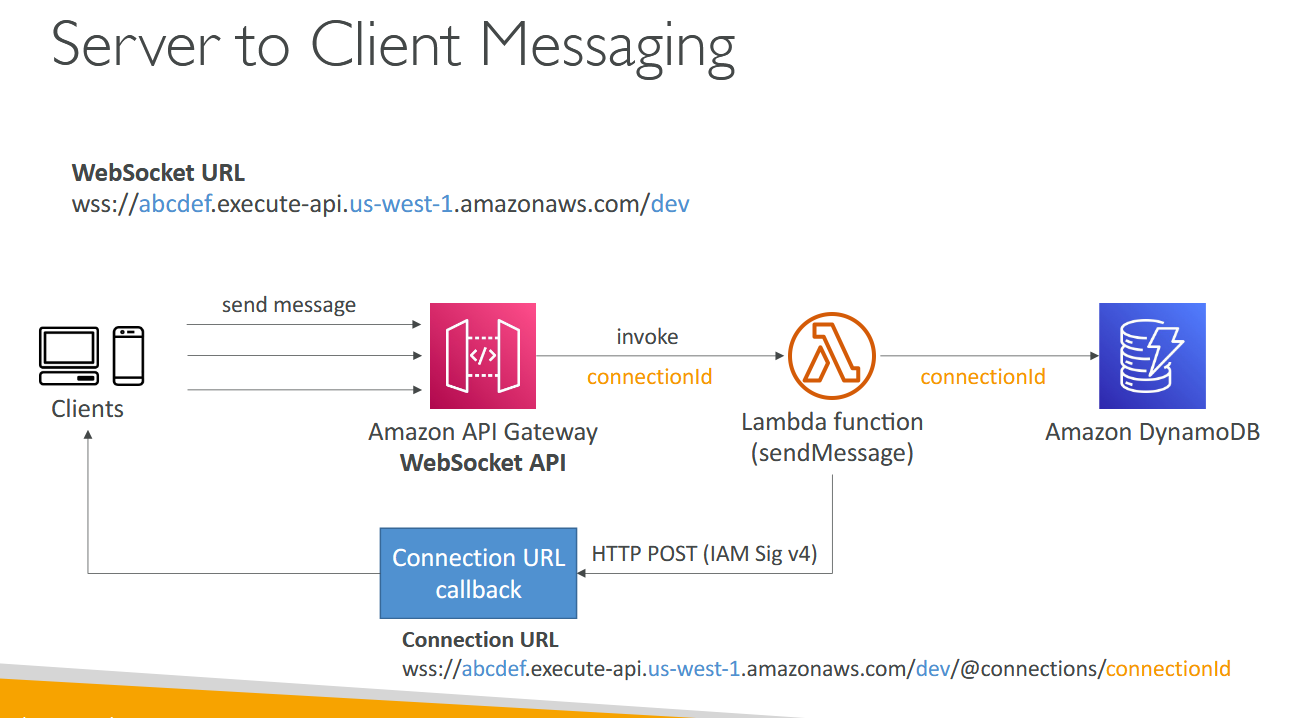 Server to Client Messaging
WebSocket URL
wss://abcdef.execute-api.us-west-1.amazonaws.com/dev
send message
invoke
connectionId
connectionId
Clients
Amazon API Gateway
WebSocket API
Lambda function
(sendMessage)
Amazon DynamoDB
Connection URL
callback
HTTP POST (IAM Sig v4)
Connection URL
wss://abcdef.execute-api.us-west-1.amazonaws.com/dev/@connections/connectionId